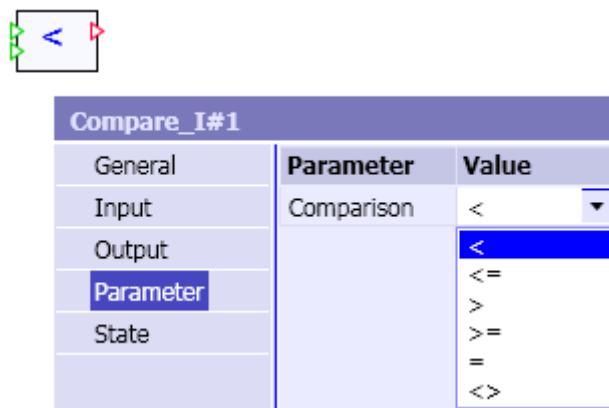 <
Compare_I#1
General
Parameter Value
Input
Comparison <
Output
<
Parameter
<=
>
State
>=
=
<>